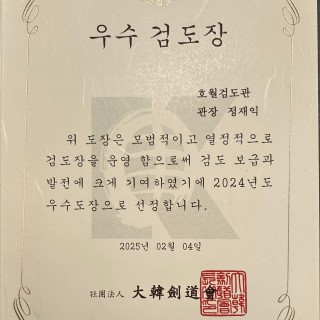 우수 검도장
호월검도관
관장 정재익
위 도장은 모범적이고 열정적으로
검도장을 운영 함으로써 검도 보급과
발전에 크게 기여하였기에 2024년도
우수도장으로 선정합니다.
2025년 02월 04일
社團法人 大韓劍道會